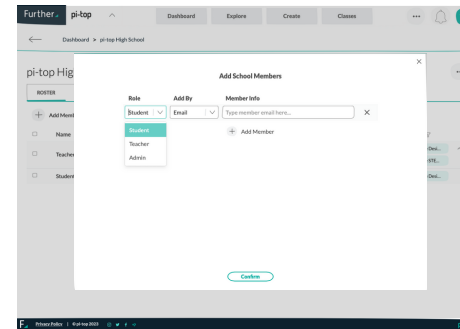 Further pi-top Dashboard Explore Create Classes
Dashboard > pi-top High School
pi-top Hig
Add School Members
ROSTER
Role Add By Member Info
Student Email Type member email here...
Add Memb
Student
Add Member
Name
Teacher
Teacher
Admin
Student
Confirm
Privacy Policy | © pi-top 2023